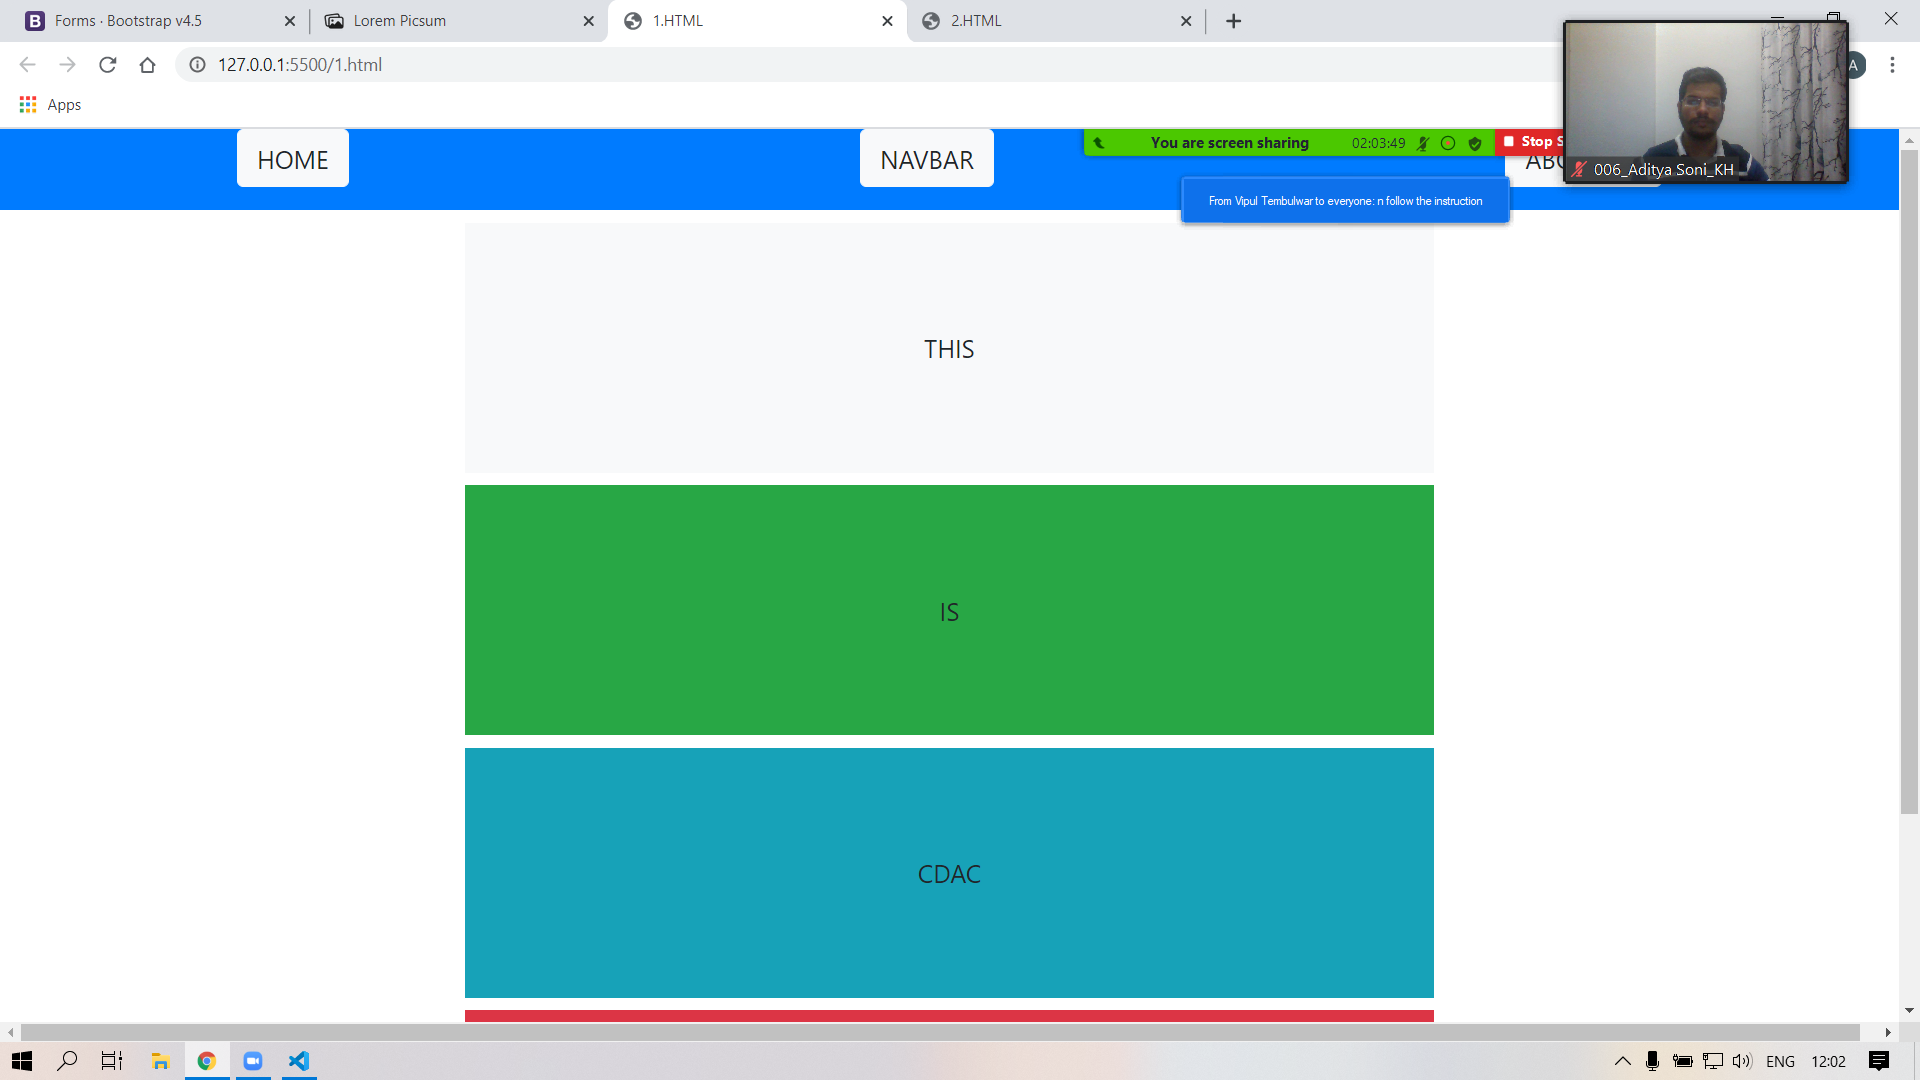 Forms · Bootstrap v4.5
Lorem Picsum
1.HTML
2.HTML
127.0.0.1:5500/1.html
A
Apps
HOME
NAVBAR
You are screen sharing
02:03:49
Stop S
006_Aditya Soni_KH
From Vipul Tembulwar to everyone: n follow the instruction
THIS
IS
CDAC
ENG
12:02